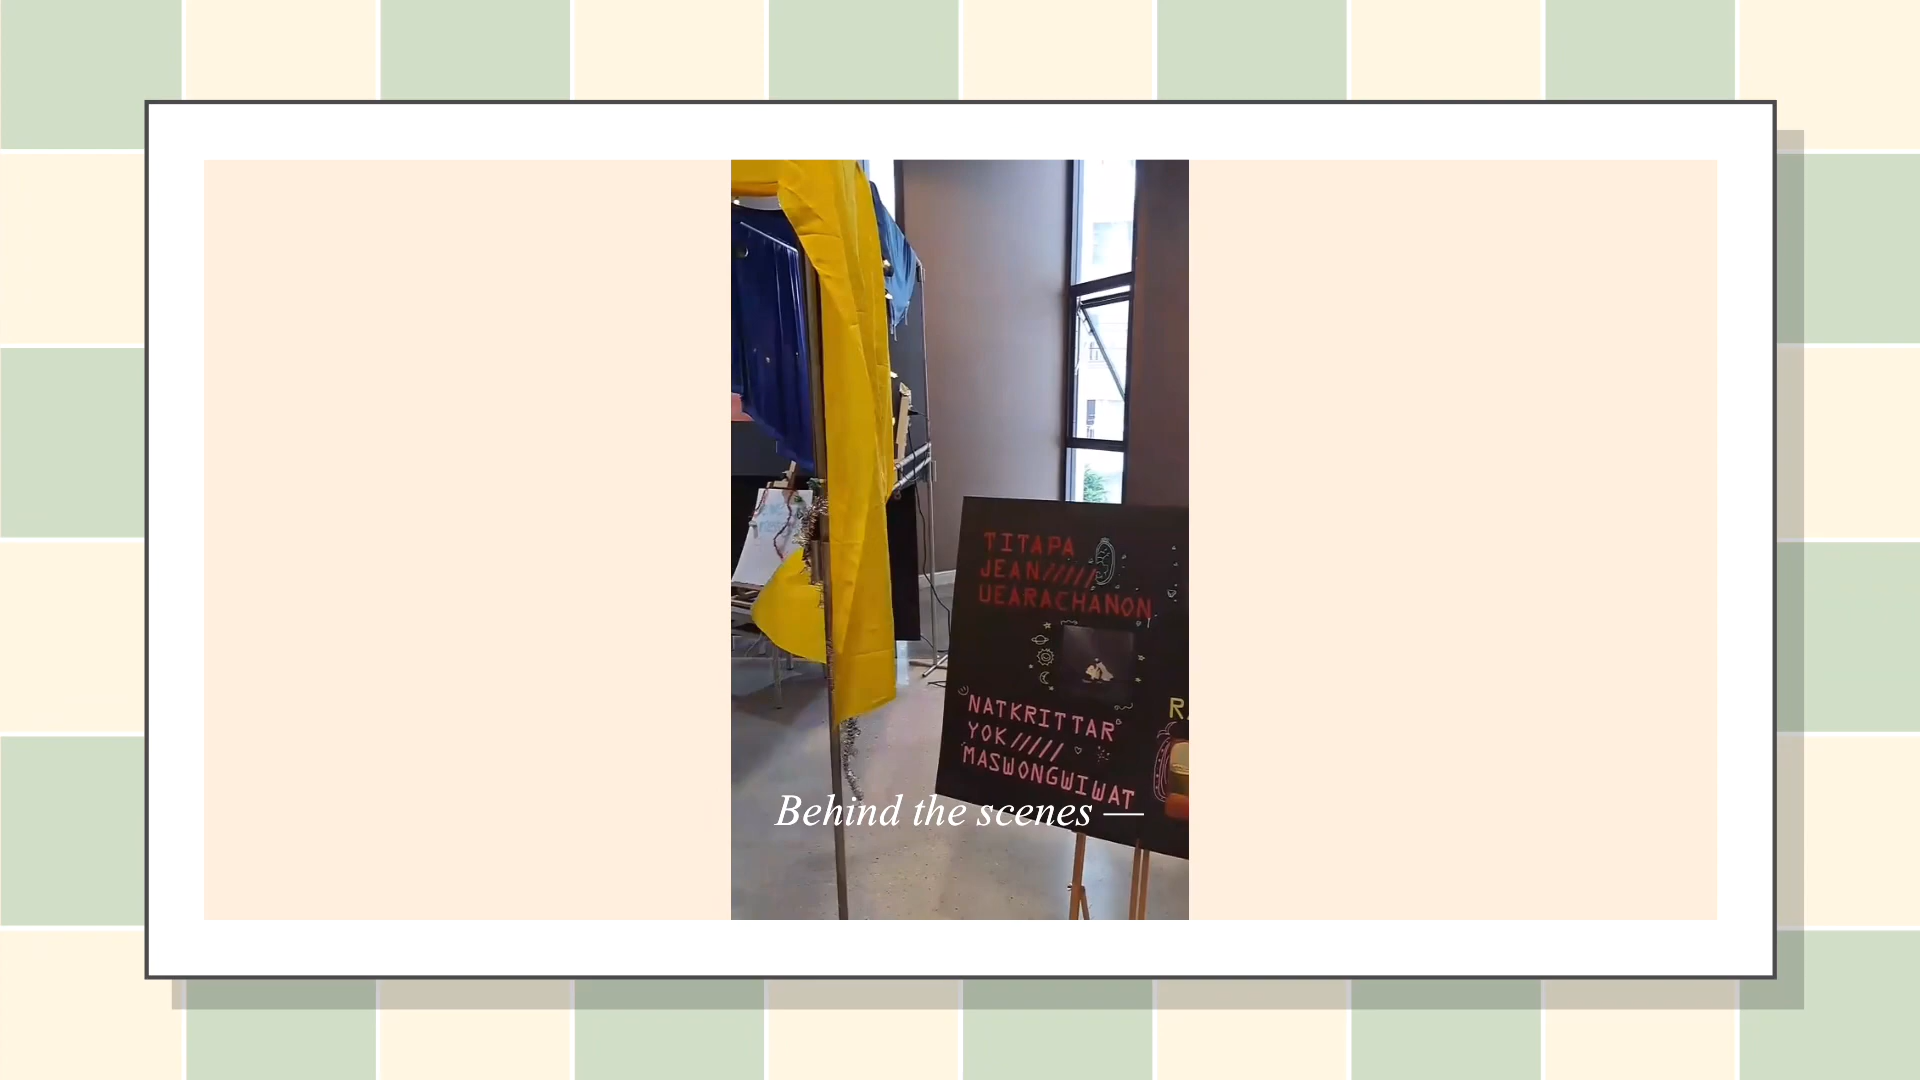 TITAPA
JEAN/////
UEARACHANON
NATKRITTAR
YOK/////
MASWONGWIWAT
Behind the scenes —